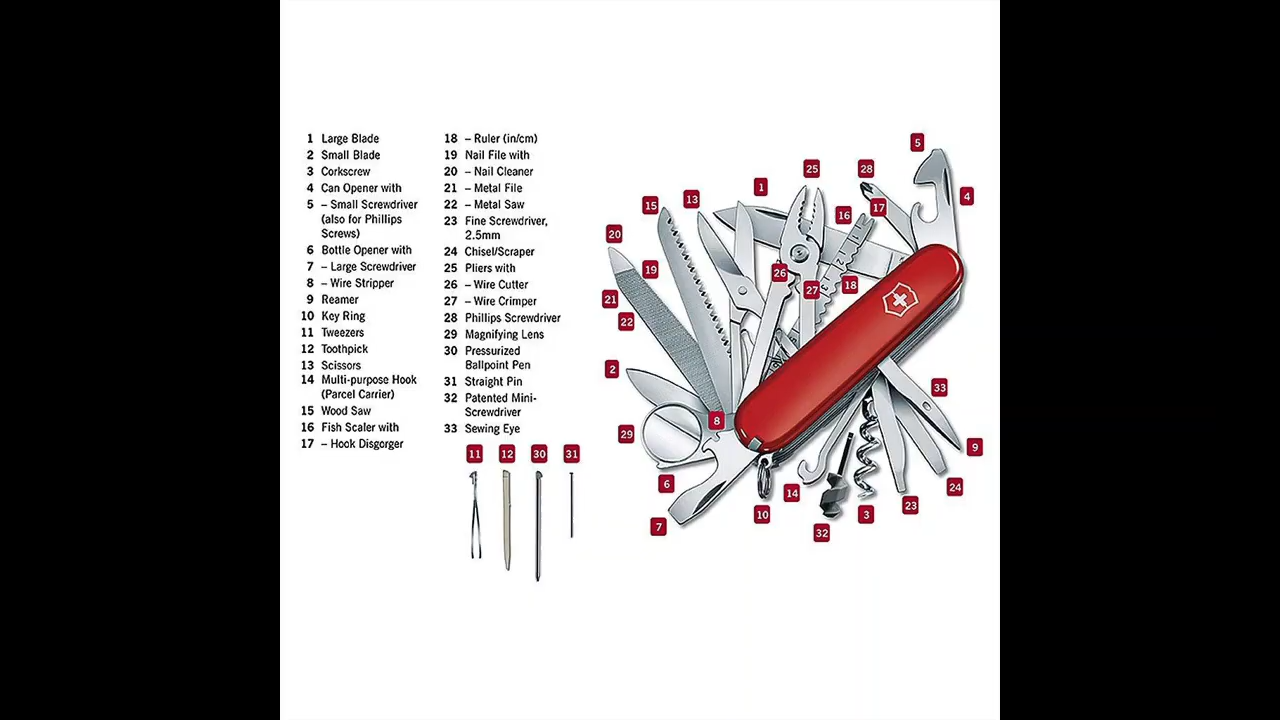 1 Large Blade
2 Small Blade
3 Corkscrew
4 Can Opener with
5 – Small Screwdriver
(also for Phillips
Screws)
6 Bottle Opener with
7 – Large Screwdriver
8 – Wire Stripper
9 Reamer
10 Key Ring
11 Tweezers
12 Toothpick
13 Scissors
14 Multi-purpose Hook
(Parcel Carrier)
15 Wood Saw
16 Fish Scaler with
17 – Hook Disgorger
18 – Ruler (in/cm)
19 Nail File with
20 – Nail Cleaner
21 – Metal File
22 – Metal Saw
23 Fine Screwdriver,
2.5mm
24 Chisel/Scraper
25 Pliers with
26 – Wire Cutter
27 – Wire Crimper
28 Phillips Screwdriver
29 Magnifying Lens
30 Pressurized
Ballpoint Pen
31 Straight Pin
32 Patented Mini-
Screwdriver
33 Sewing Eye
11 12 30 31
5
25 28
1 4
13 15 16 17
20
19 26 27 18
21
22
2 33
8
29 9
6 14 24
7 10 32 3 23